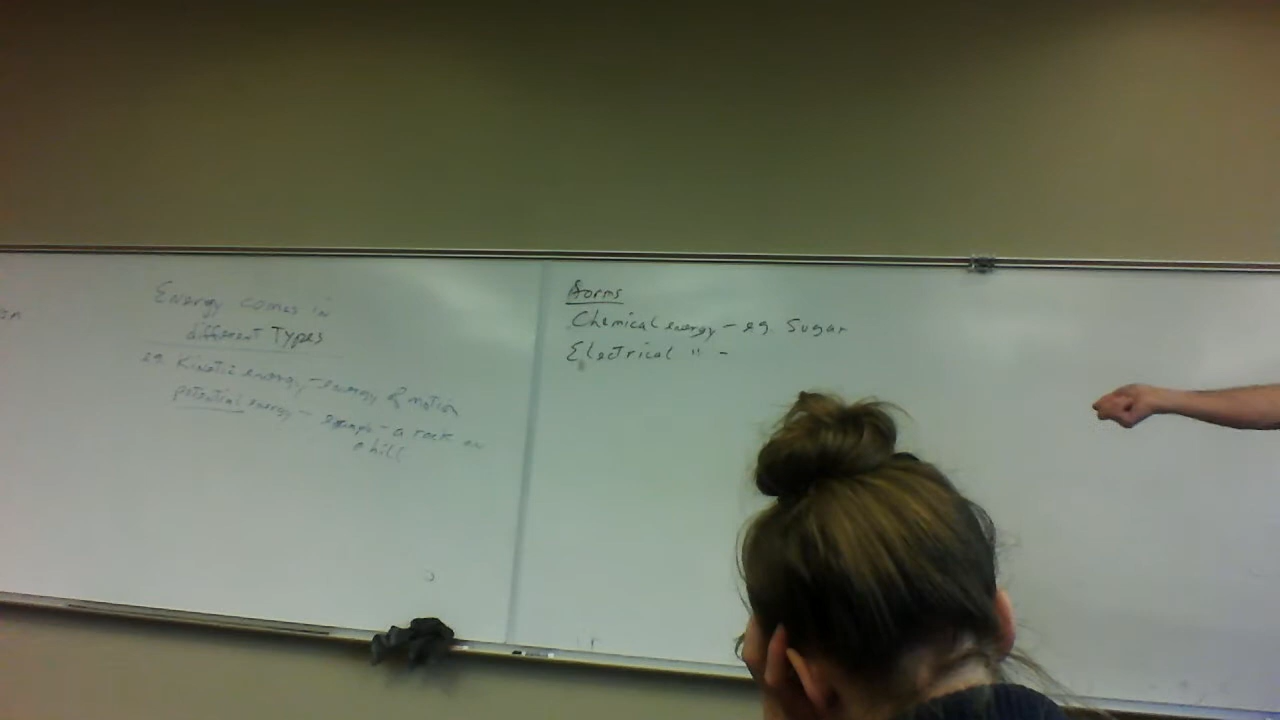 Energy comes in
different Types
eg. Kinetic energy - energy of motion
potential energy - example - a rock on
a hill
Forms
Chemical energy - eg. Sugar
Electrical " -